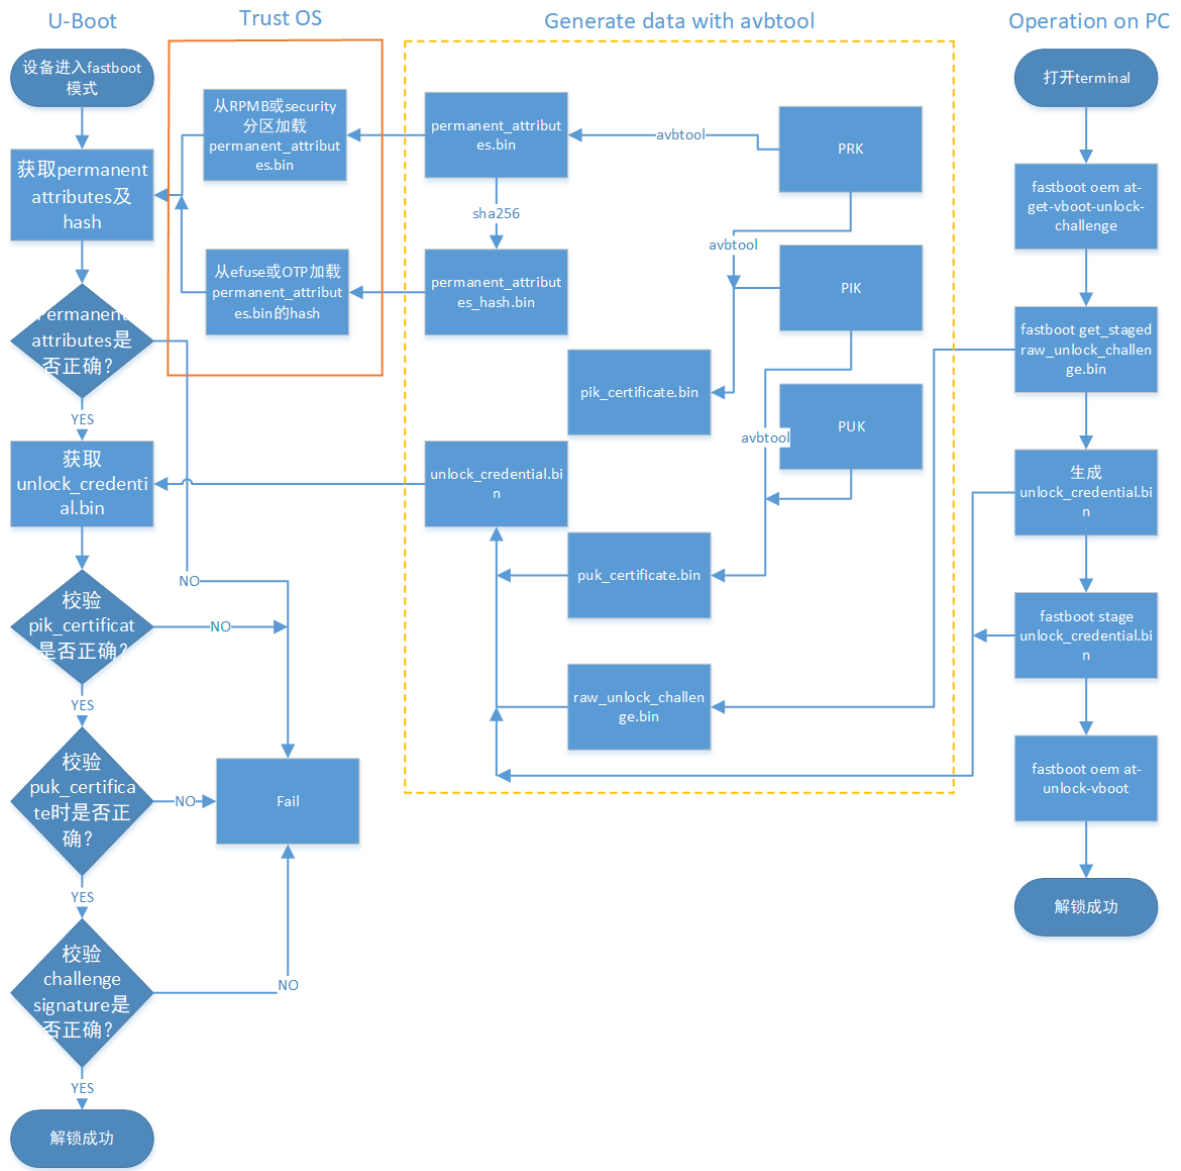 U-Boot
Trust OS
Generate data with avbtool
Operation on PC
设备进入fastboot
模式
获取permanent
attributes及
hash
Permanent
attributes是
否正确?
YES
获取
unlock_credenti
al.bin
NO
校验
pik_certificat
是否正确?
NO
YES
校验
puk_certifica
te时是否正
确?
NO
YES
校验
challenge
signature是
否正确?
NO
YES
解锁成功
Fail
从RPMB或security
分区加载
permanent_attribut
es.bin
从efuse或OTP加载
permanent_attribut
es.bin的hash
permanent_attribut
es.bin
sha256
permanent_attribut
es_hash.bin
avbtool
PRK
avbtool
PIK
pik_certificate.bin
avbtool
PUK
unlock_credential.bi
n
puk_certificate.bin
raw_unlock_challen
ge.bin
打开terminal
fastboot oem at-
get-vboot-unlock-
challenge
fastboot get_staged
raw_unlock_challen
ge.bin
生成
unlock_credential.bi
n
fastboot stage
unlock_credential.bi
n
fastboot oem at-
unlock-vboot
解锁成功